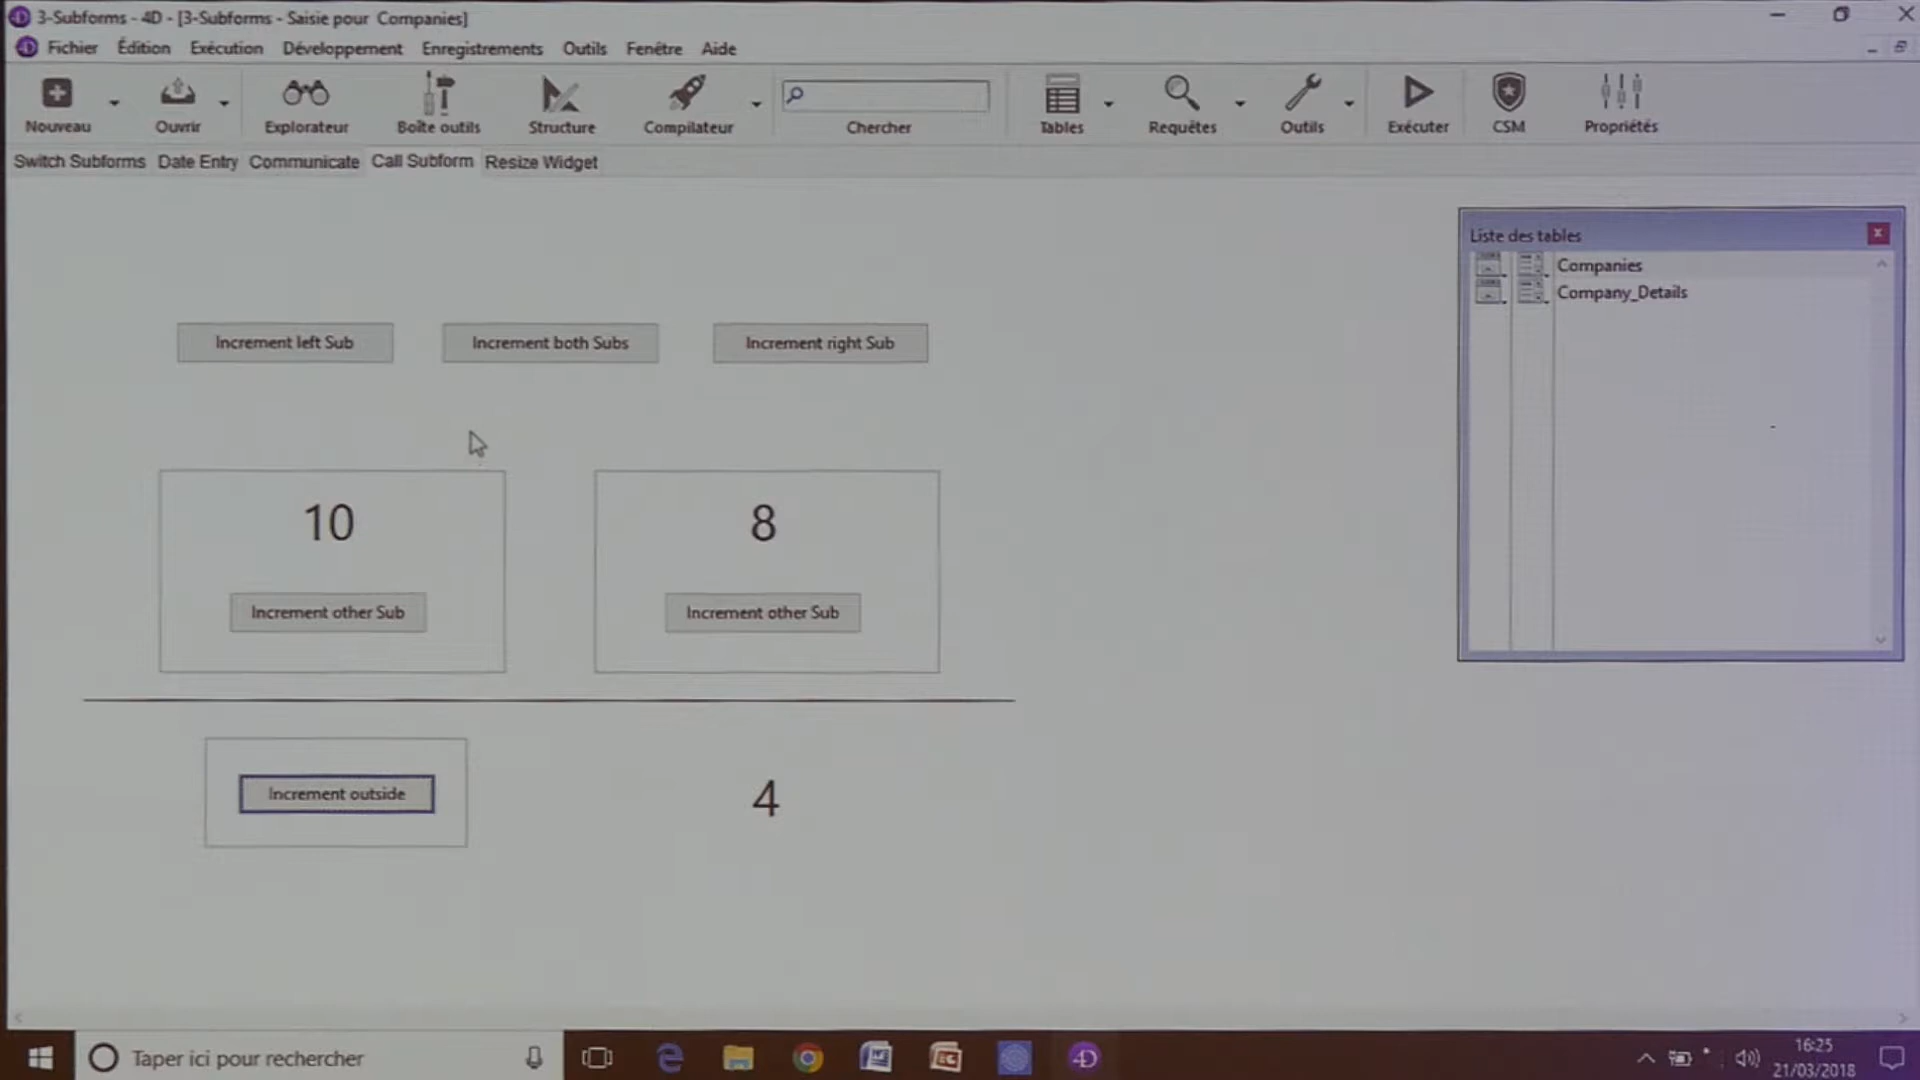 3-Subforms - 4D - [3-Subforms - Saisie pour Companies]
Fichier Édition Exécution Développement Enregistrements Outils Fenêtre Aide
Nouveau Ouvrir Explorateur Boîte outils Structure Compilateur Chercher Tables Requêtes Outils Exécuter CSM Propriétés
Switch Subforms Date Entry Communicate Call Subform Resize Widget
Liste des tables
Companies
Company_Details
Increment left Sub Increment both Subs Increment right Sub
10 8
Increment other Sub Increment other Sub
Increment outside 4
Taper ici pour rechercher
16:25
21/03/2018